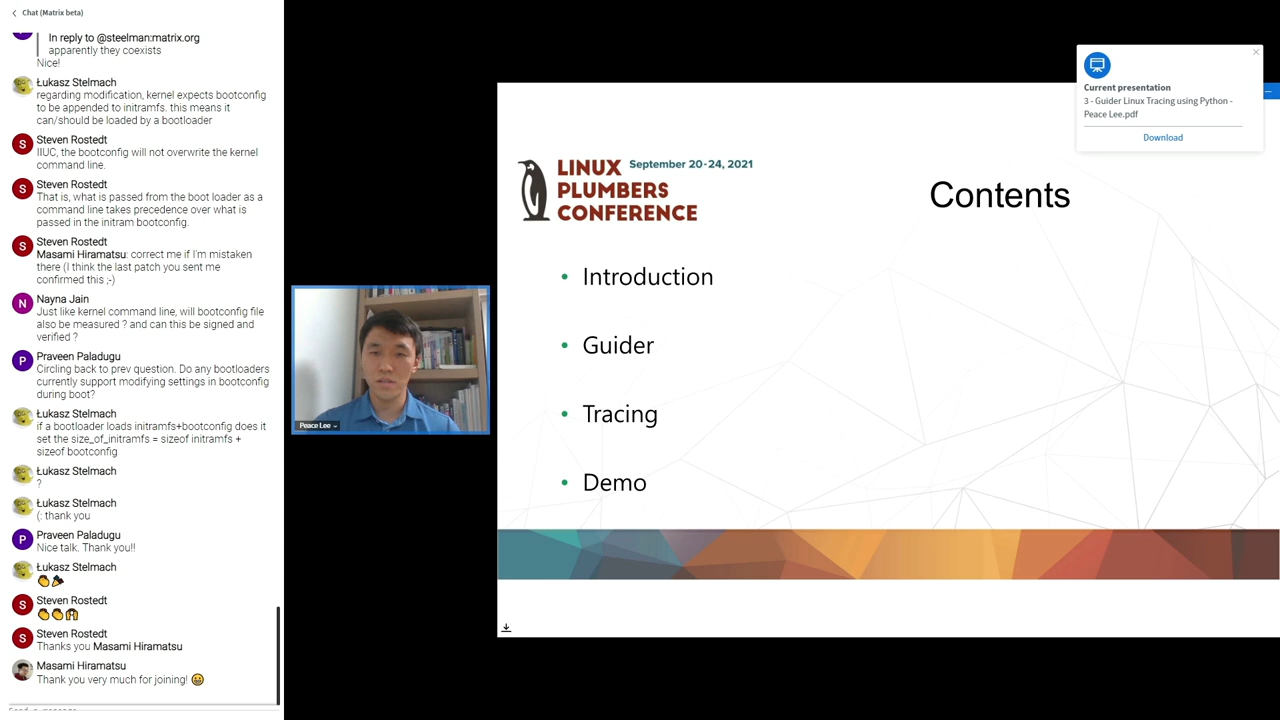 Chat (Matrix beta)
In reply to @steelman:matrix.org
apparently they coexists
Nice!
Łukasz Stelmach
regarding modification, kernel expects bootconfig
to be appended to initramfs. this means it
can/should be loaded by a bootloader
Steven Rostedt
IIUC, the bootconfig will not overwrite the kernel
command line.
Steven Rostedt
That is, what is passed from the boot loader as a
command line takes precedence over what is
passed in the initram bootconfig.
Steven Rostedt
Masami Hiramatsu: correct me if I'm mistaken
there (I think the last patch you sent me
confirmed this ;-)
Nayna Jain
Just like kernel command line, will bootconfig file
also be measured ? and can this be signed and
verified ?
Praveen Paladugu
Circling back to prev question. Do any bootloaders
currently support modifying settings in bootconfig
during boot?
Łukasz Stelmach
if a bootloader loads initramfs+bootconfig does it
set the size_of_initramfs = sizeof initramfs +
sizeof bootconfig
Łukasz Stelmach
?
Łukasz Stelmach
(: thank you
Praveen Paladugu
Nice talk. Thank you!!
Łukasz Stelmach
Steven Rostedt
Steven Rostedt
Thanks you Masami Hiramatsu
Masami Hiramatsu
Thank you very much for joining!
Peace Lee
LINUX
PLUMBERS
CONFERENCE
September 20-24, 2021
Contents
• Introduction
• Guider
• Tracing
• Demo
Current presentation
3 - Guider Linux Tracing using Python -
Peace Lee.pdf
Download